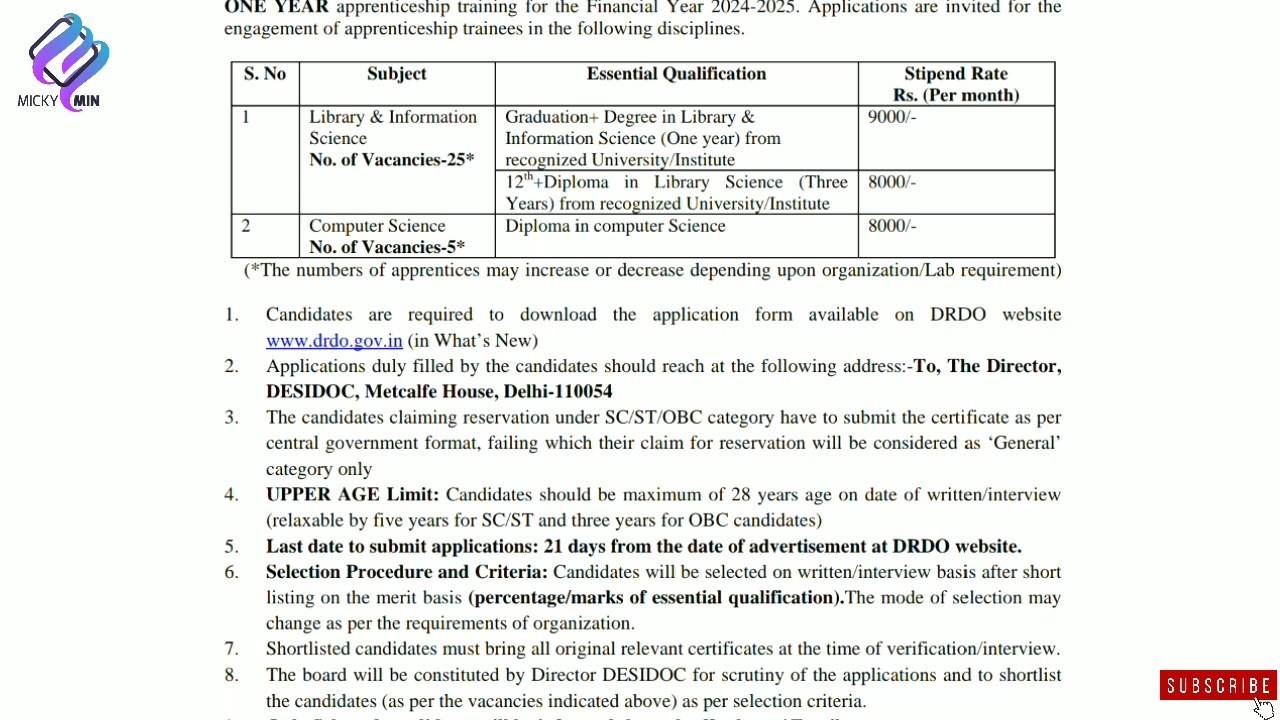 ONE YEAR apprenticeship training for the Financial Year 2024-2025. Applications are invited for the
engagement of apprenticeship trainees in the following disciplines.
MICKY MIN
S. No Subject Essential Qualification Stipend Rate
Rs. (Per month)
1 Library & Information Graduation+ Degree in Library & 9000/-
Science Information Science (One year) from
No. of Vacancies-25* recognized University/Institute
12th+Diploma in Library Science (Three 8000/-
Years) from recognized University/Institute
2 Computer Science Diploma in computer Science 8000/-
No. of Vacancies-5*
(*The numbers of apprentices may increase or decrease depending upon organization/Lab requirement)
1. Candidates are required to download the application form available on DRDO website
www.drdo.gov.in (in What's New)
2. Applications duly filled by the candidates should reach at the following address:-To, The Director,
DESIDOC, Metcalfe House, Delhi-110054
3. The candidates claiming reservation under SC/ST/OBC category have to submit the certificate as per
central government format, failing which their claim for reservation will be considered as 'General'
category only
4. UPPER AGE Limit: Candidates should be maximum of 28 years age on date of written/interview
(relaxable by five years for SC/ST and three years for OBC candidates)
5. Last date to submit applications: 21 days from the date of advertisement at DRDO website.
6. Selection Procedure and Criteria: Candidates will be selected on written/interview basis after short
listing on the merit basis (percentage/marks of essential qualification).The mode of selection may
change as per the requirements of organization.
7. Shortlisted candidates must bring all original relevant certificates at the time of verification/interview.
8. The board will be constituted by Director DESIDOC for scrutiny of the applications and to shortlist
the candidates (as per the vacancies indicated above) as per selection criteria.
SUBSCRIBE